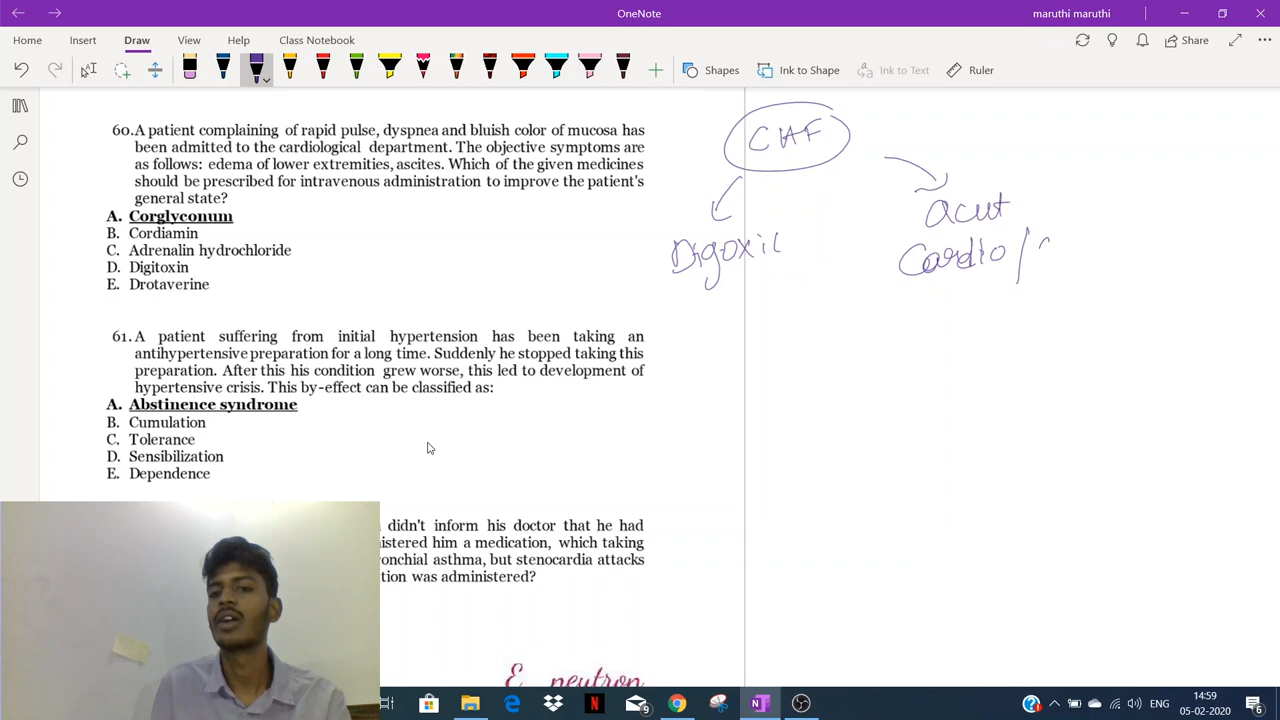 OneNote
maruthi maruthi
Home Insert Draw View Help Class Notebook
Share
Shapes
Ink to Shape
Ink to Text
Ruler
60.A patient complaining of rapid pulse, dyspnea and bluish color of mucosa has
been admitted to the cardiological department. The objective symptoms are
as follows: edema of lower extremities, ascites. Which of the given medicines
should be prescribed for intravenous administration to improve the patient's
general state?
A. Corglyconum
B. Cordiamin
C. Adrenalin hydrochloride
D. Digitoxin
E. Drotaverine
61. A patient suffering from initial hypertension has been taking an
antihypertensive preparation for a long time. Suddenly he stopped taking this
preparation. After this his condition grew worse, this led to development of
hypertensive crisis. This by-effect can be classified as:
A. Abstinence syndrome
B. Cumulation
C. Tolerance
D. Sensibilization
E. Dependence
didn't inform his doctor that he had
nistered him a medication, which taking
ronchial asthma, but stenocardia attacks
tion was administered?
E neutron
CHF
acut
Cardio
ENG
14:59
05-02-2020
9